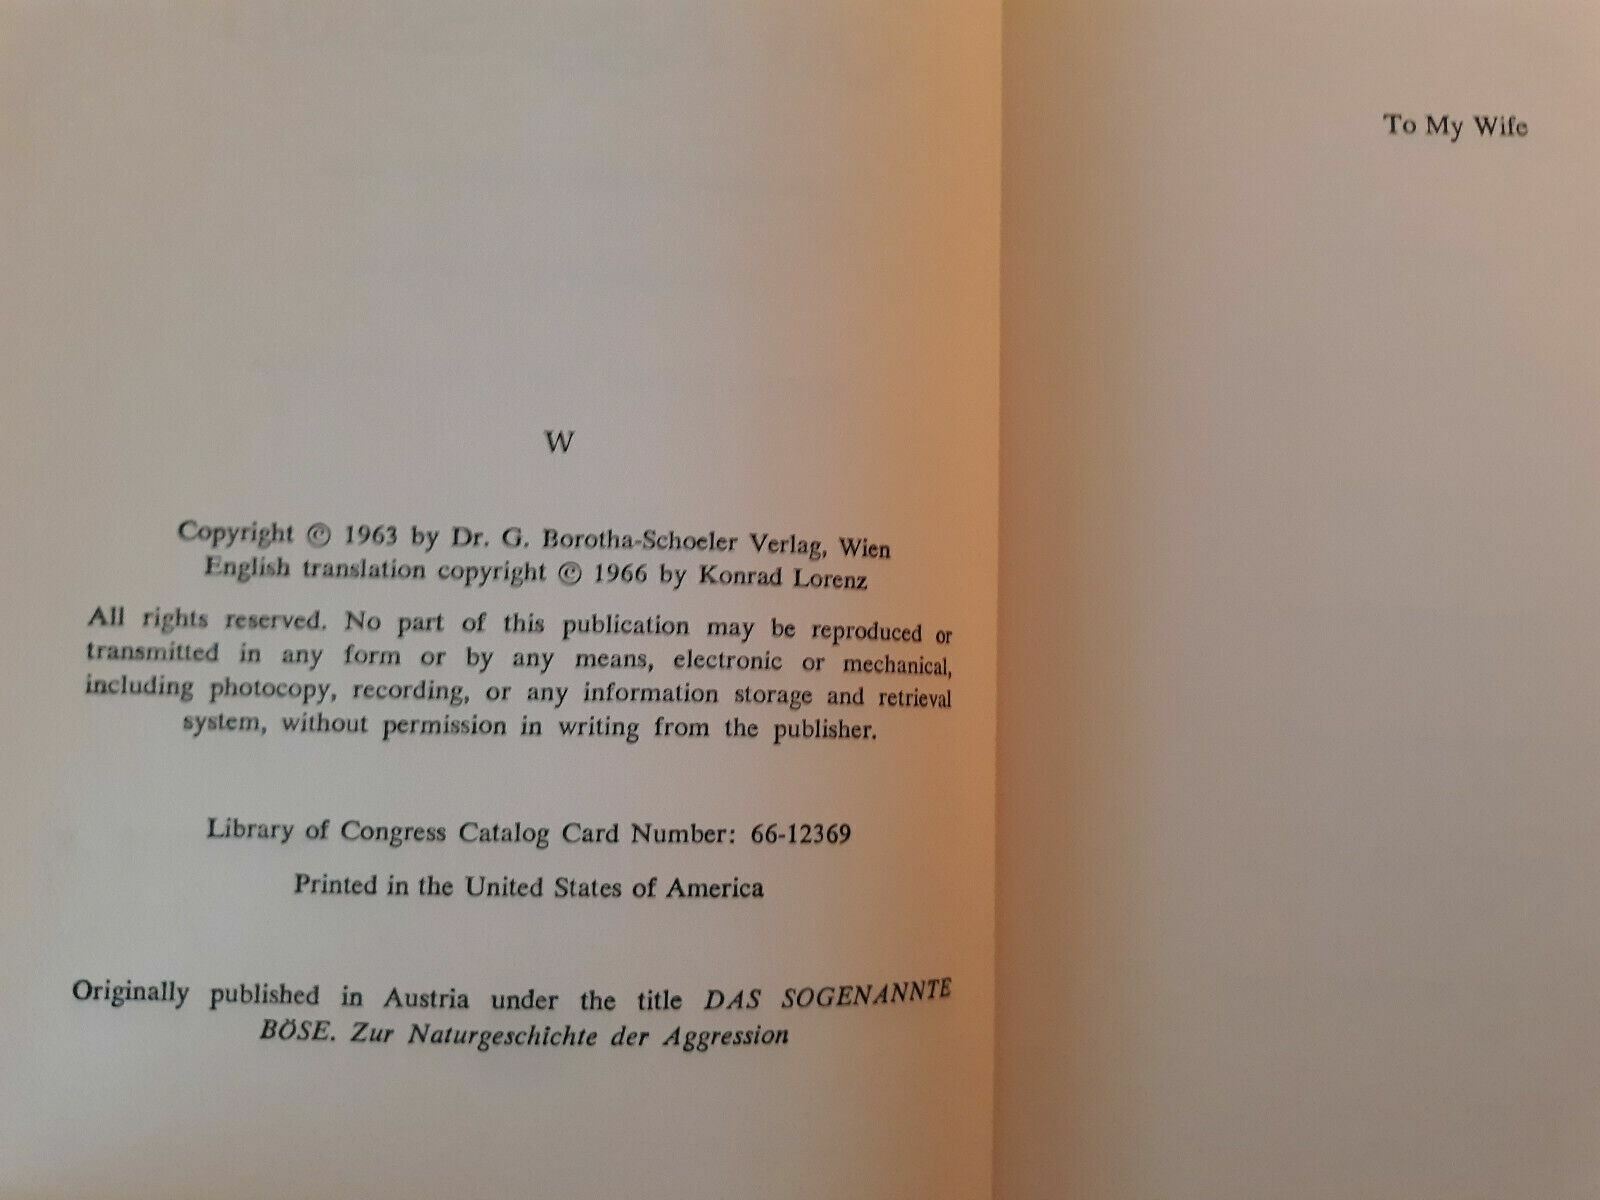 W
Copyright © 1963 by Dr. G. Borotha-Schoeler Verlag, Wien
English translation copyright © 1966 by Konrad Lorenz
All rights reserved. No part of this publication may be reproduced or
transmitted in any form or by any means, electronic or mechanical,
including photocopy, recording, or any information storage and retrieval
system, without permission in writing from the publisher.
Library of Congress Catalog Card Number: 66-12369
Printed in the United States of America
Originally published in Austria under the title DAS SOGENANNTE
BÖSE. Zur Naturgeschichte der Aggression
To My Wife